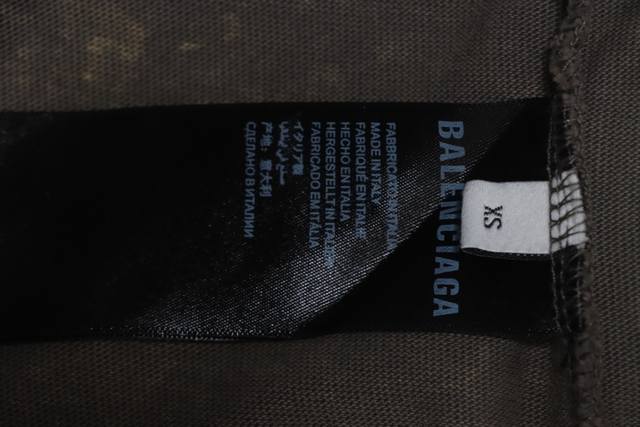 BALENCIAGA
XS
FABBRICATO IN ITALIA
MADE IN ITALY
FABRIQUÉ EN ITALIE
HECHO EN ITALIA
HERGESTELLT IN ITALIEN
FABRICADO EM ITÁLIA
イタリア製
产地：意大利
СДЕЛАНО В ИТАЛИИ